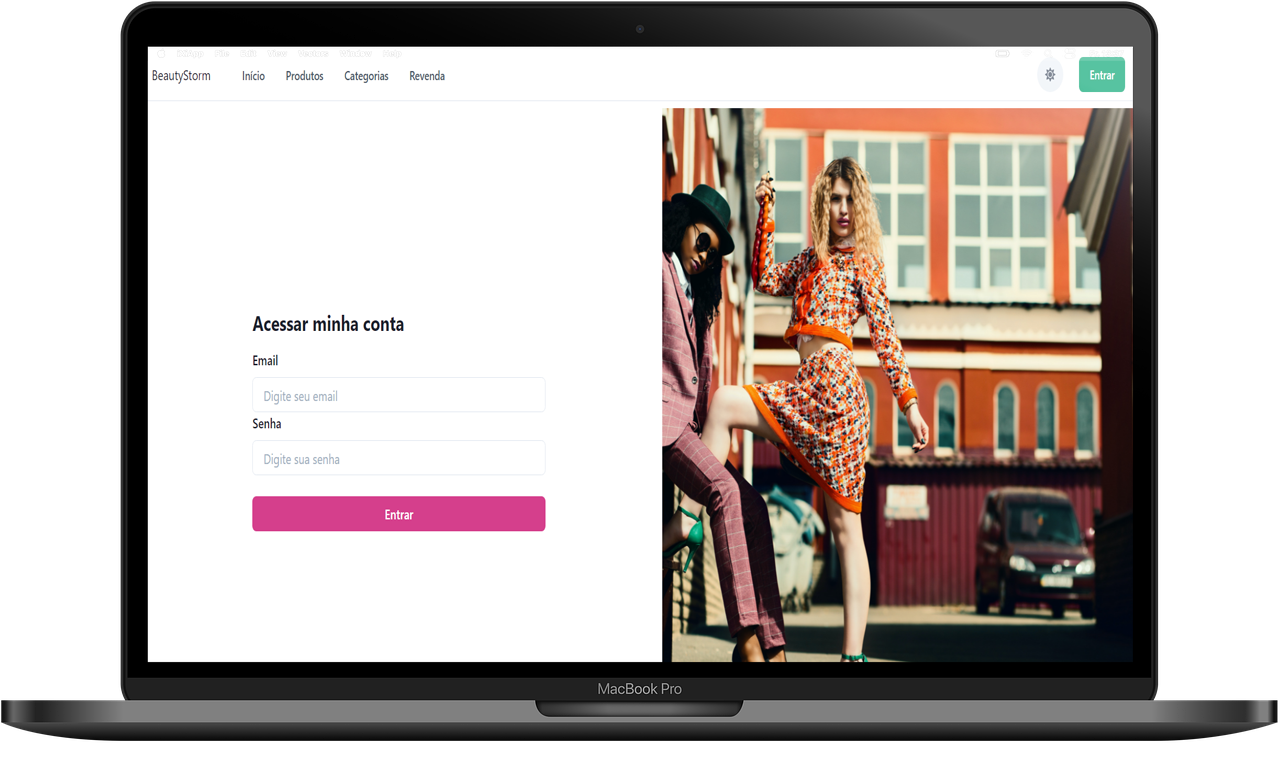 BeautyStorm Início Produtos Categorias Revenda Entrar
Acessar minha conta
Email
Digite seu email
Senha
Digite sua senha
Entrar
MacBook Pro